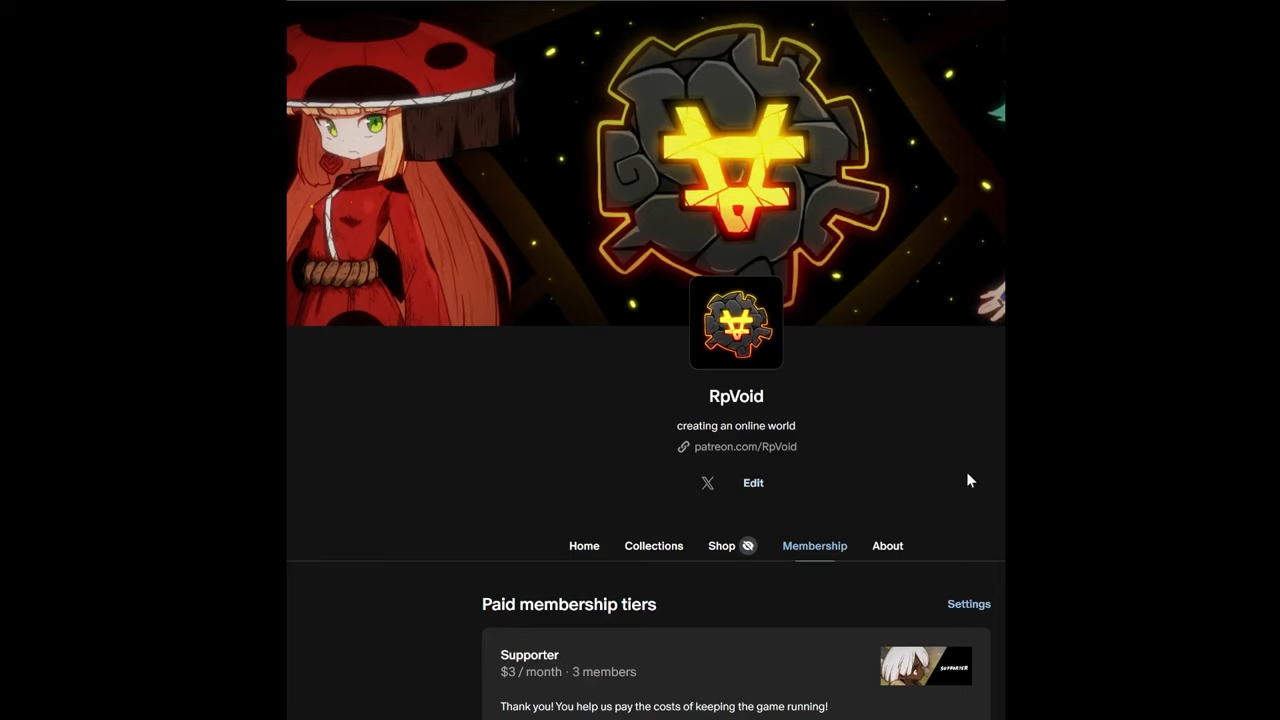 RpVoid
creating an online world
patreon.com/RpVoid
Edit
Home Collections Shop Membership About
Paid membership tiers Settings
Supporter
$3 / month · 3 members
SUPPORTER
Thank you! You help us pay the costs of keeping the game running!